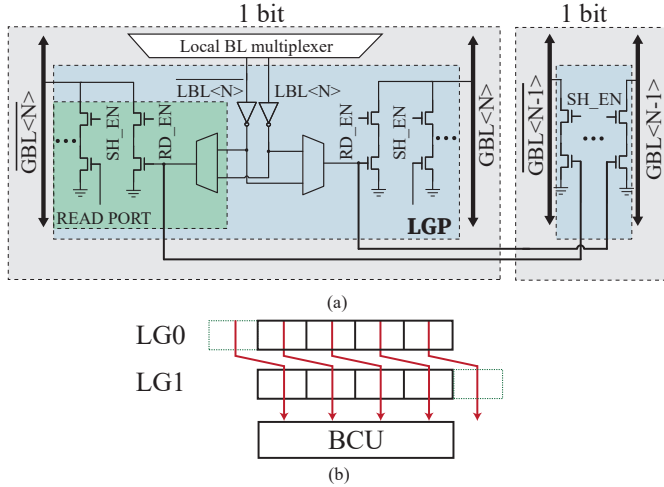 1 bit
1 bit
Local BL multiplexer
LBL<N>
LBL<N>
GBL<N>
SH_EN
RD_EN
RD_EN
SH_EN
GBL<N>
GBL<N-1>
SH_EN
GBL<N-1>
•••
•••
•••
•••
READ PORT
LGP
(a)
LG0
LG1
BCU
(b)